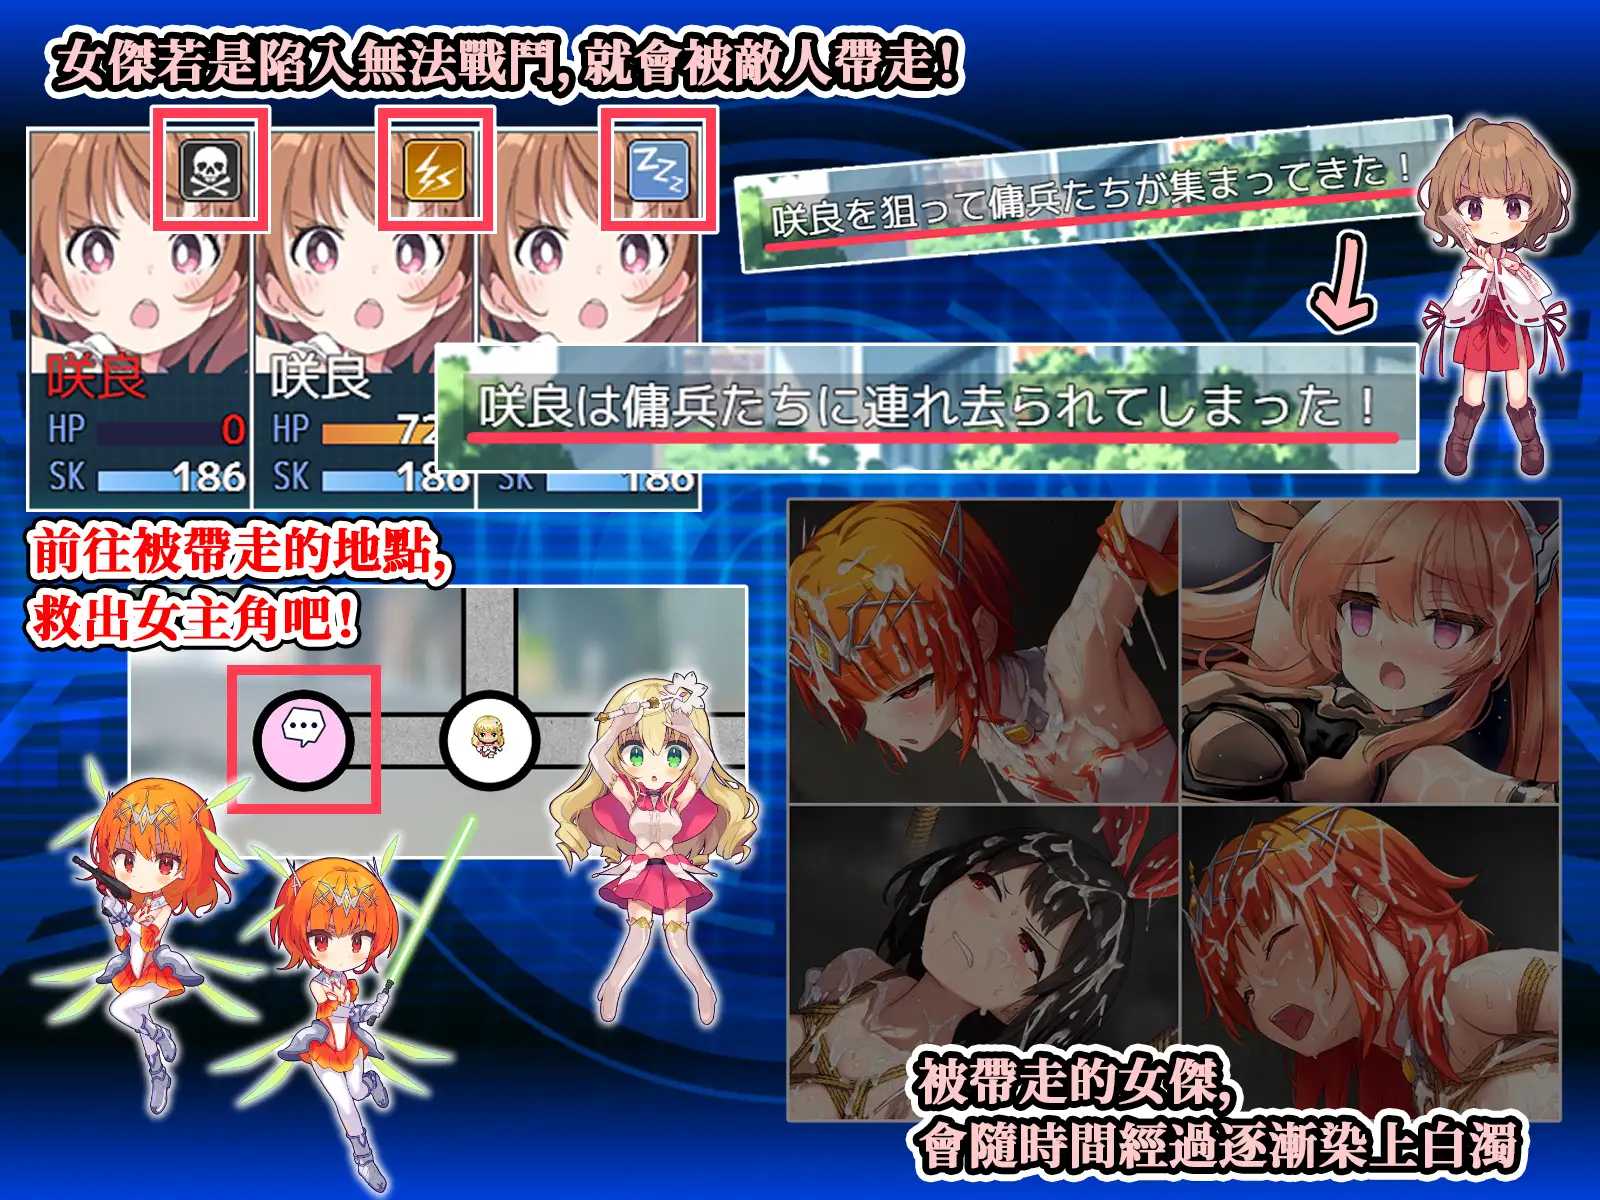 女傑若是陷入無法戰鬥,就會被敵人帶走!
咲良を狙って傭兵たちが集まってきた!
咲良は傭兵たちに連れ去られてしまった!
咲良
HP 0
SK 186
咲良
HP 72
SK 186
SK 186
前往被帶走的地點,
救出女主角吧!
被帶走的女傑,
會隨時間經過逐漸染上白濁